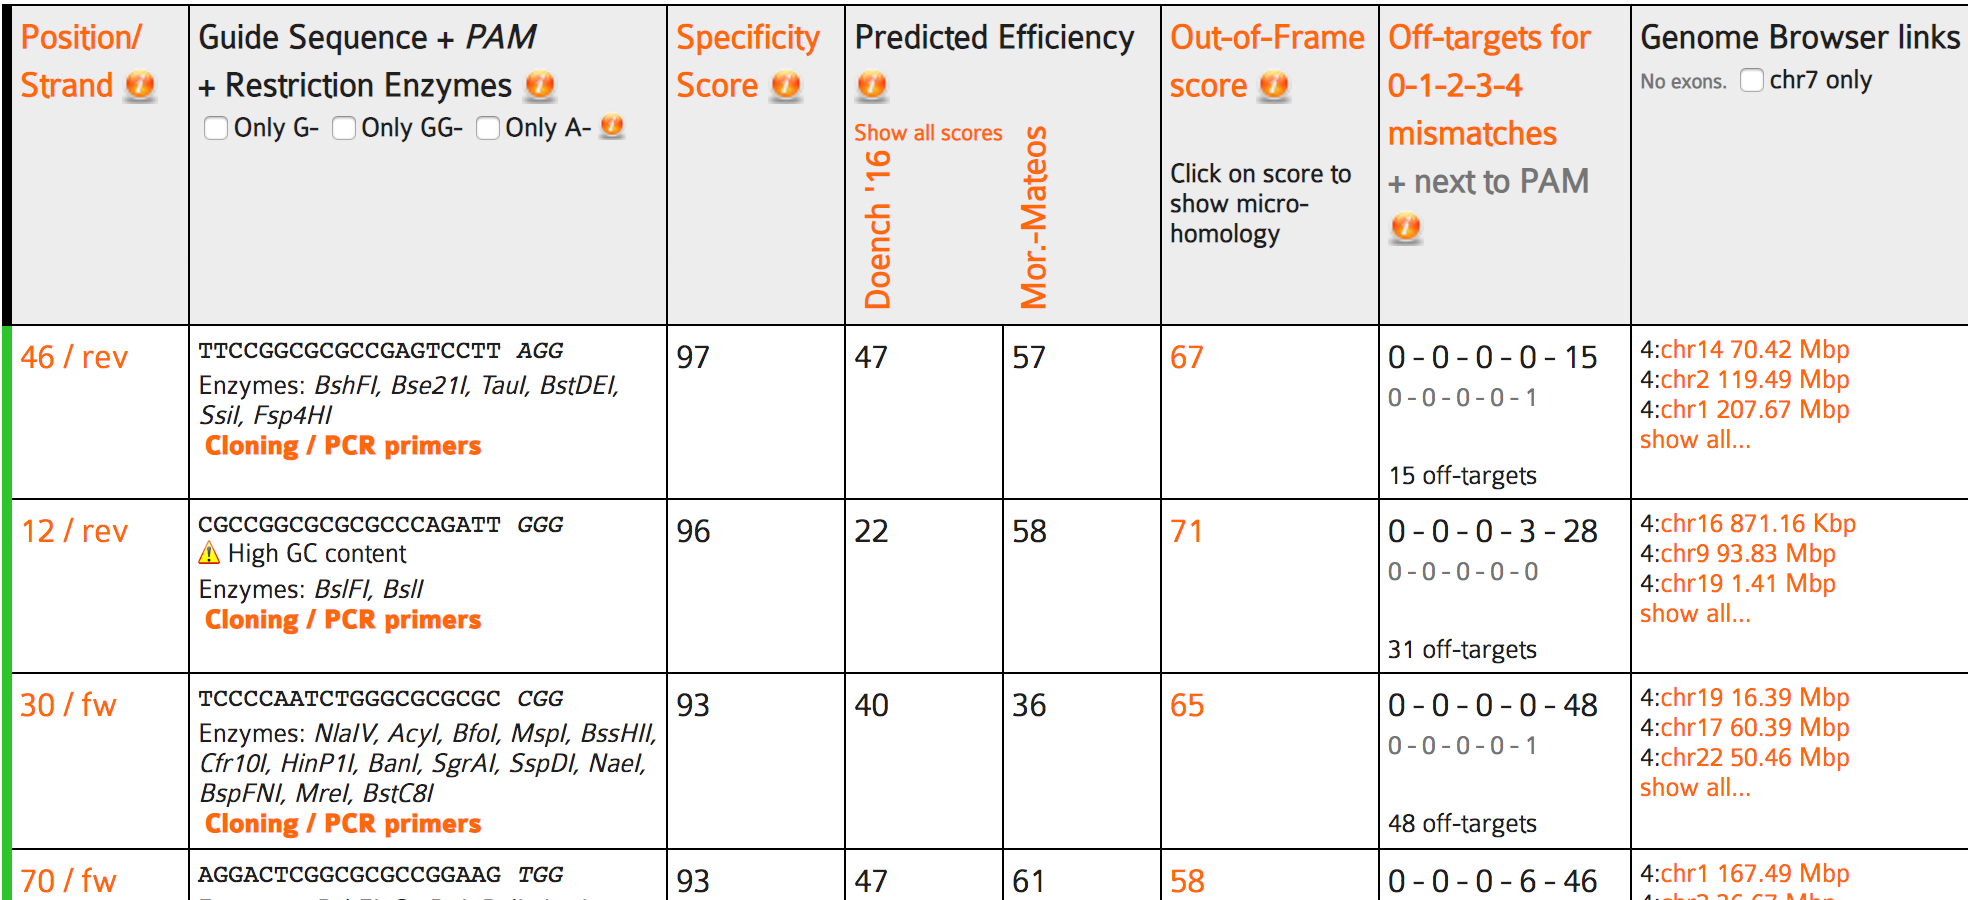 Position/
Strand
Guide Sequence + PAM
+ Restriction Enzymes
Only G- Only GG- Only A-
Specificity
Score
Predicted Efficiency
Show all scores
Doench '16
Mor.-Mateos
Out-of-Frame
score
Click on score to
show micro-
homology
Off-targets for
0-1-2-3-4
mismatches
+ next to PAM
Genome Browser links
No exons. chr7 only
46 / rev
TTCCGGCGCGCCGAGTCCTT AGG
Enzymes: BshFI, Bse21I, TauI, BstDEI,
SsiI, Fsp4HI
Cloning / PCR primers
97
47
57
67
0 - 0 - 0 - 0 - 15
0 - 0 - 0 - 0 - 1
15 off-targets
4:chr14 70.42 Mbp
4:chr2 119.49 Mbp
4:chr1 207.67 Mbp
show all...
12 / rev
CGCCGGCGCGCGCCCAGATT GGG
High GC content
Enzymes: BslFI, BslI
Cloning / PCR primers
96
22
58
71
0 - 0 - 0 - 3 - 28
0 - 0 - 0 - 0 - 0
31 off-targets
4:chr16 871.16 Kbp
4:chr9 93.83 Mbp
4:chr19 1.41 Mbp
show all...
30 / fw
TCCCCAATCTGGGCGCGCGC CGG
Enzymes: NlaIV, AcyI, BfoI, MspI, BssHII,
Cfr10I, HinP1I, BanI, SgrAI, SspDI, NaeI,
BspFNI, MreI, BstC8I
Cloning / PCR primers
93
40
36
65
0 - 0 - 0 - 0 - 48
0 - 0 - 0 - 0 - 1
48 off-targets
4:chr19 16.39 Mbp
4:chr17 60.39 Mbp
4:chr22 50.46 Mbp
show all...
70 / fw
AGGACTCGGCGCGCCGGAAG TGG
93
47
61
58
0 - 0 - 0 - 6 - 46
4:chr1 167.49 Mbp